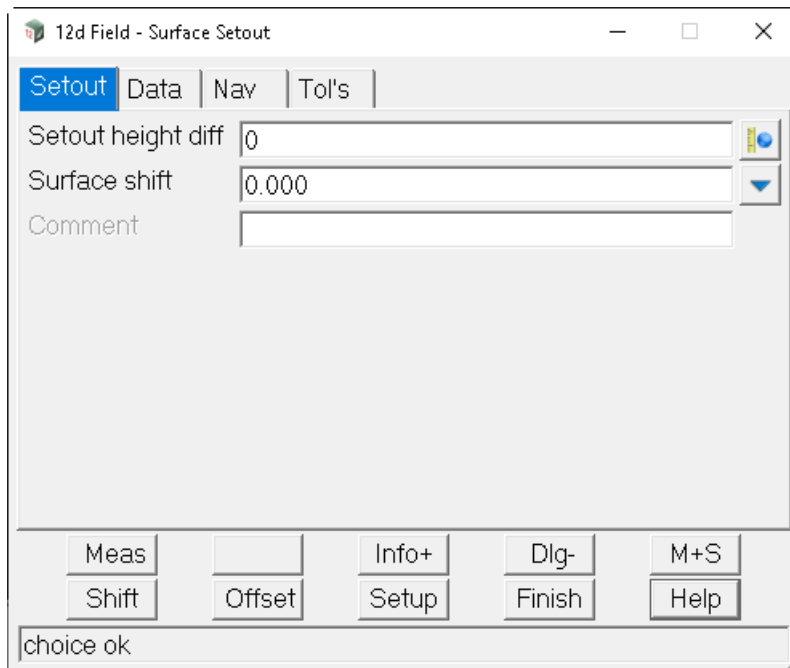 12d Field - Surface Setout
Setout Data Nav Tol's
Setout height diff 0
Surface shift 0.000
Comment
Meas Info+ Dlg- M+S
Shift Offset Setup Finish Help
choice ok